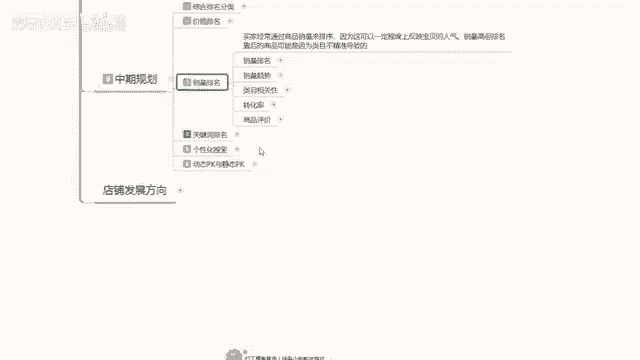 综合排名分类
价格排名
买家经常通过商品销量来排序，因为这可以一定程度上反映宝贝的人气。销量高但排名
靠后的商品可能是因为类目不精准导致的
销量排名
销量趋势
类目相关性
转化率
商品评价
中期规划
销量排名
关键词排名
个性化搜索
动态PK与静态PK
店铺发展方向